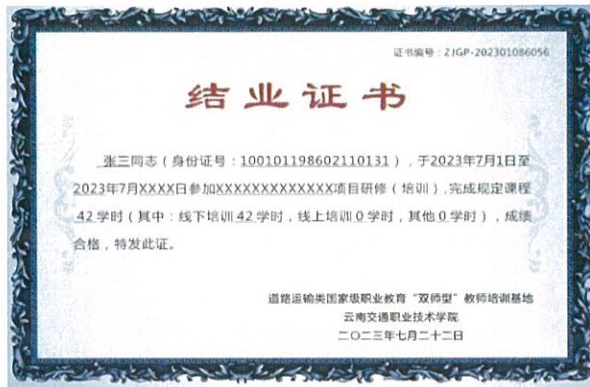 证书编号：ZJGP-202301086056
结业证书
张三同志（身份证号：100101198602110131），于2023年7月1日至
2023年7月XXXX日参加XXXXXXXXXXXXX项目研修（培训），完成规定课程
42学时（其中：线下培训42学时，线上培训0学时，其他0学时），成绩
合格，特发此证。
道路运输类国家级职业教育“双师型”教师培训基地
云南交通职业技术学院
二〇二三年七月二十二日